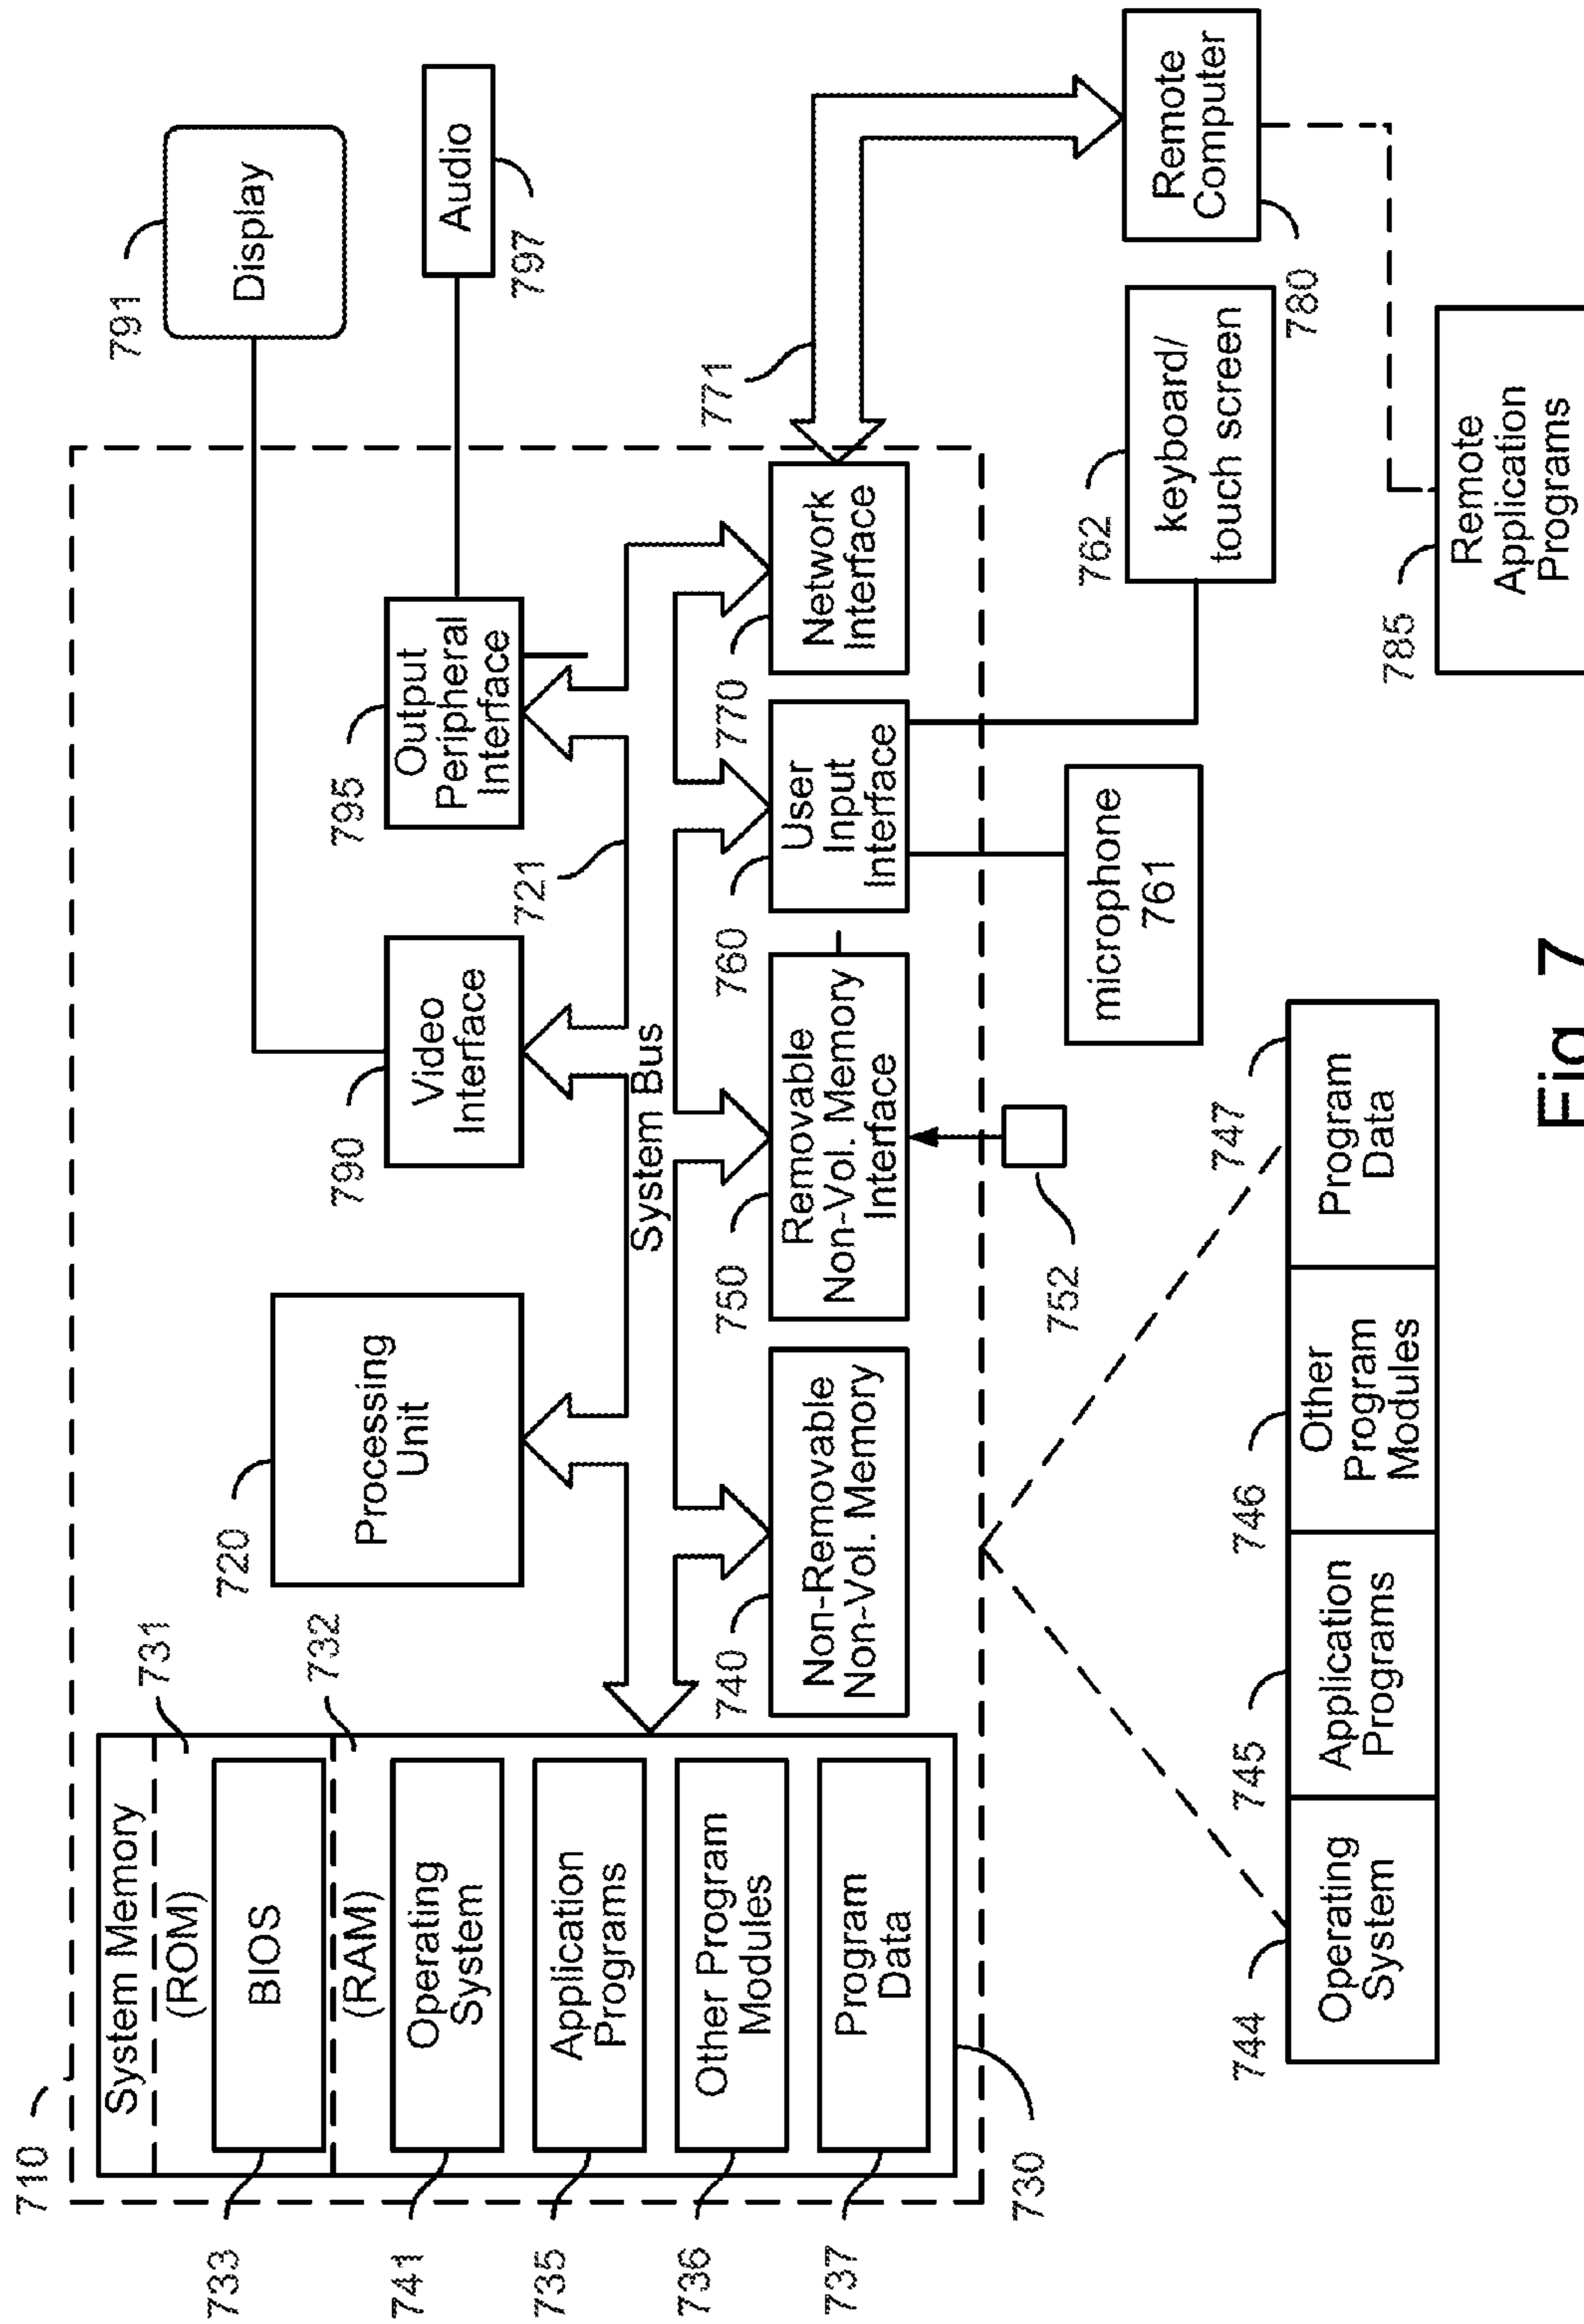 710
System Memory
(ROM)
731
BIOS
733
(RAM)
732
Operating
System
741
Application
Programs
735
Other Program
Modules
736
Program
Data
737
730
720
Processing
Unit
790
Video
Interface
795
Output
Peripheral
Interface
791
Display
Audio
797
721
System Bus
740
Non-Removable
Non-Vol. Memory
750
Removable
Non-Vol. Memory
Interface
760
User
Input
Interface
770
Network
Interface
771
752
microphone
761
762
keyboard/
touch screen
Remote
Computer
780
785
Remote
Application
Programs
744
Operating
System
745
Application
Programs
746
Other
Program
Modules
747
Program
Data
Fig. 7